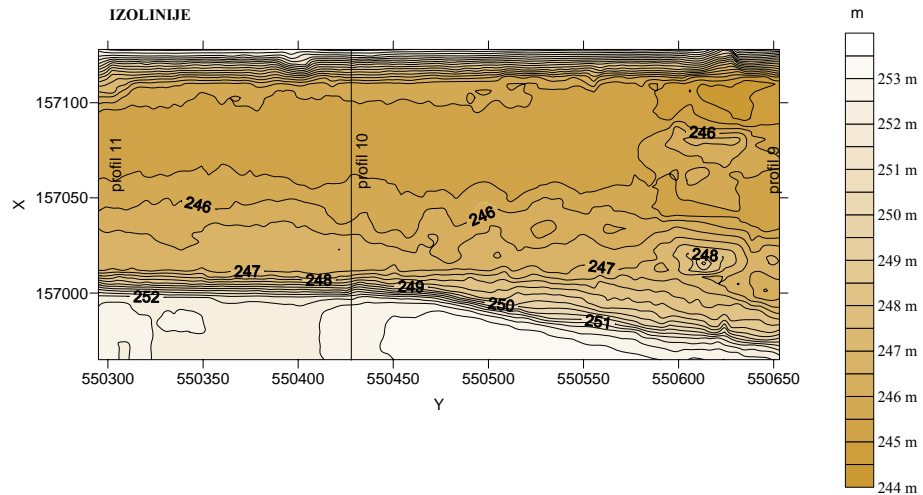 IZOLINIJE
m
157100
157050
157000
X
550300 550350 550400 550450 550500 550550 550600 550650
Y
profil 11
profil 10
profil 9
246
246
246
247
247
248
248
249
250
251
252
253 m
252 m
251 m
250 m
249 m
248 m
247 m
246 m
245 m
244 m